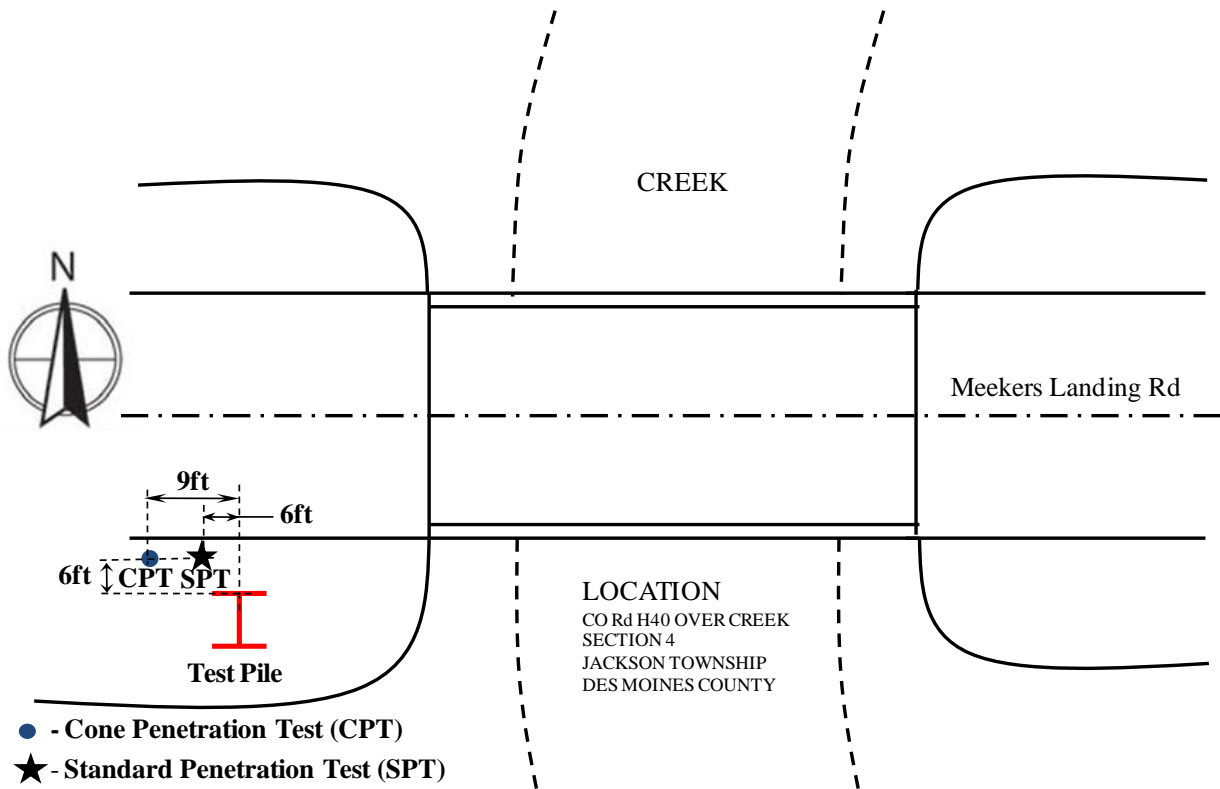 CREEK
N
Meekers Landing Rd
9ft
6ft
6ft
CPT SPT
Test Pile
LOCATION
CO Rd H40 OVER CREEK
SECTION 4
JACKSON TOWNSHIP
DES MOINES COUNTY
- Cone Penetration Test (CPT)
- Standard Penetration Test (SPT)